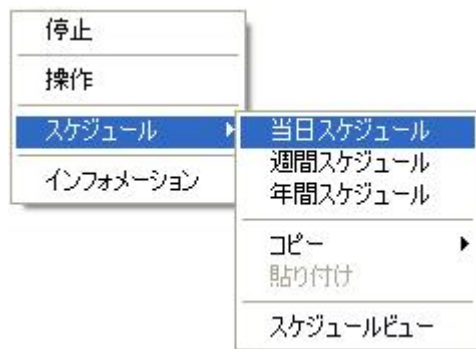 停止
操作
スケジュール
インフォメーション
当日スケジュール
週間スケジュール
年間スケジュール
コピー
貼り付け
スケジュールビュー